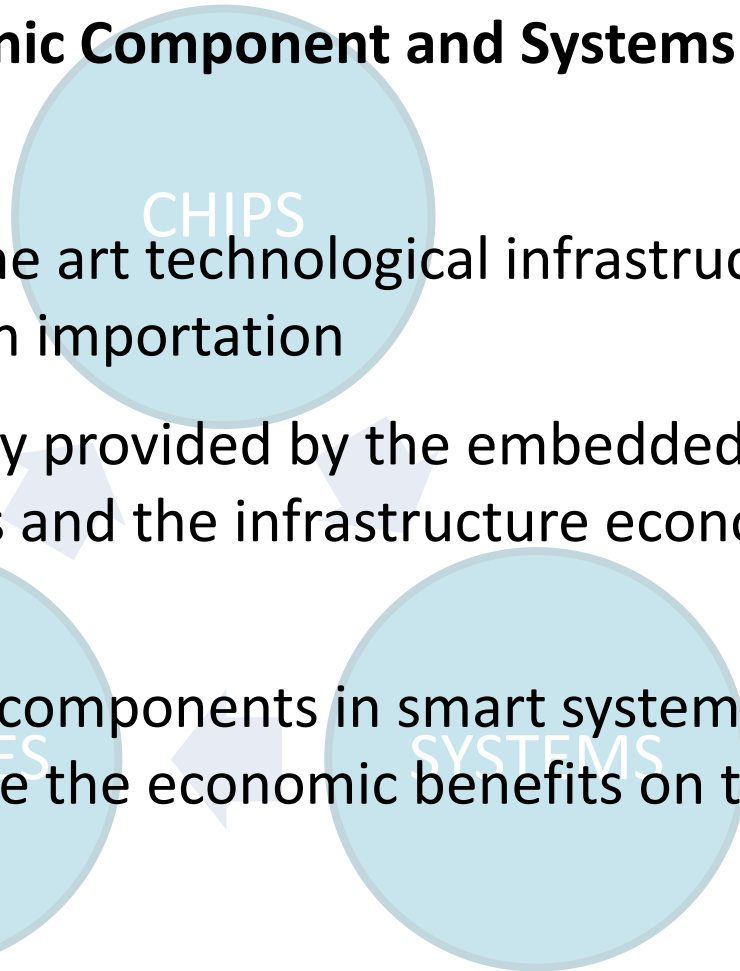 nic Component and Systems
CHIPS
he art technological infrastruc
n importation
y provided by the embedded
s and the infrastructure econo
components in smart system
ES
SYSTEMS
e the economic benefits on t